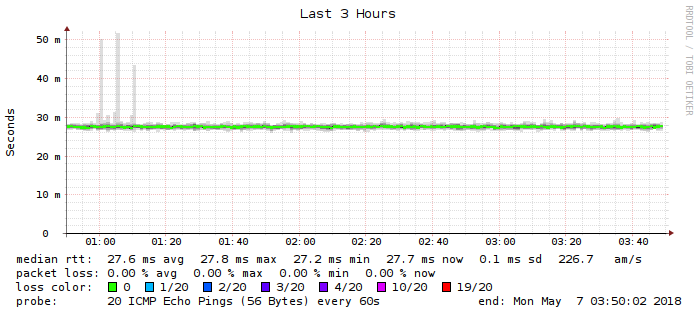 Last 3 Hours
RRDTOOL / TOBI OETIKER
Seconds
50 m
40 m
30 m
20 m
10 m
0
01:00 01:20 01:40 02:00 02:20 02:40 03:00 03:20 03:40
median rtt: 27.6 ms avg 27.8 ms max 27.2 ms min 27.7 ms now 0.1 ms sd 226.7 am/s
packet loss: 0.00 % avg 0.00 % max 0.00 % min 0.00 % now
loss color: 0 1/20 2/20 3/20 4/20 10/20 19/20
probe: 20 ICMP Echo Pings (56 Bytes) every 60s end: Mon May 7 03:50:02 2018